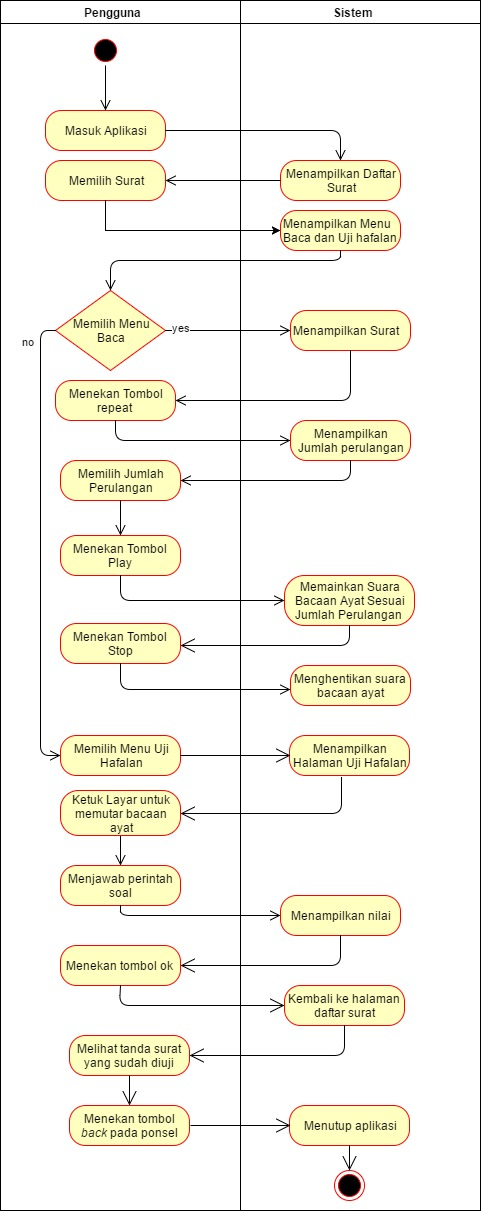 Pengguna
Sistem
Masuk Aplikasi
Menampilkan Daftar
Surat
Memilih Surat
Menampilkan Menu
Baca dan Uji hafalan
Memilih Menu
Baca
yes
no
Menampilkan Surat
Menekan Tombol
repeat
Menampilkan
Jumlah perulangan
Memilih Jumlah
Perulangan
Menekan Tombol
Play
Memainkan Suara
Bacaan Ayat Sesuai
Jumlah Perulangan
Menekan Tombol
Stop
Menghentikan suara
bacaan ayat
Memilih Menu Uji
Hafalan
Menampilkan
Halaman Uji Hafalan
Ketuk Layar untuk
memutar bacaan
ayat
Menjawab perintah
soal
Menampilkan nilai
Menekan tombol ok
Kembali ke halaman
daftar surat
Melihat tanda surat
yang sudah diuji
Menekan tombol
back pada ponsel
Menutup aplikasi